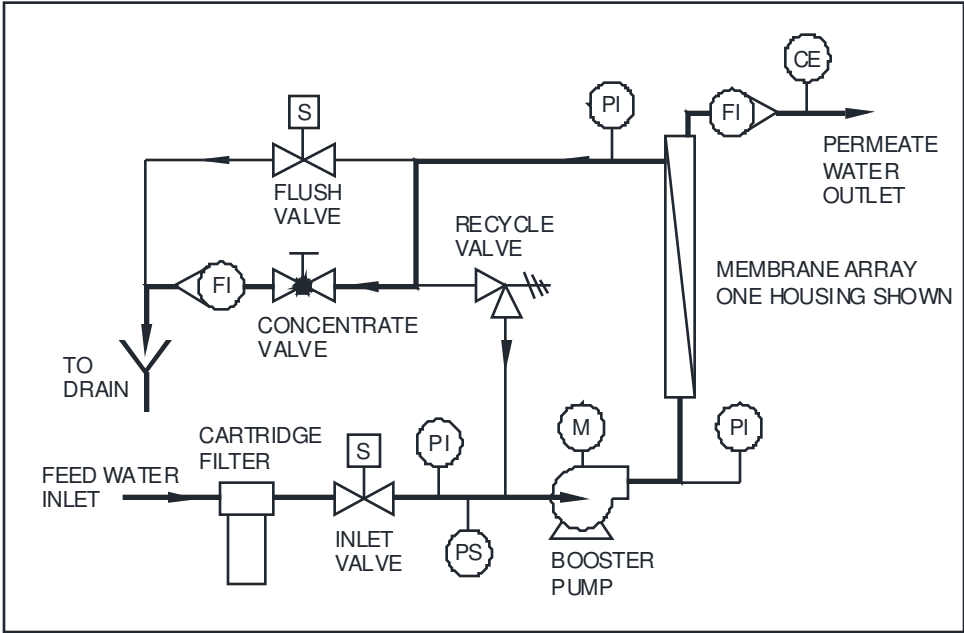 CE
PI
FI
S
PERMEATE
WATER
OUTLET
FLUSH
VALVE
RECYCLE
VALVE
MEMBRANE ARRAY
ONE HOUSING SHOWN
FI
CONCENTRATE
VALVE
TO
DRAIN
M
PI
CARTRIDGE
FILTER
S
PI
FEED WATER
INLET
INLET
VALVE
PS
BOOSTER
PUMP